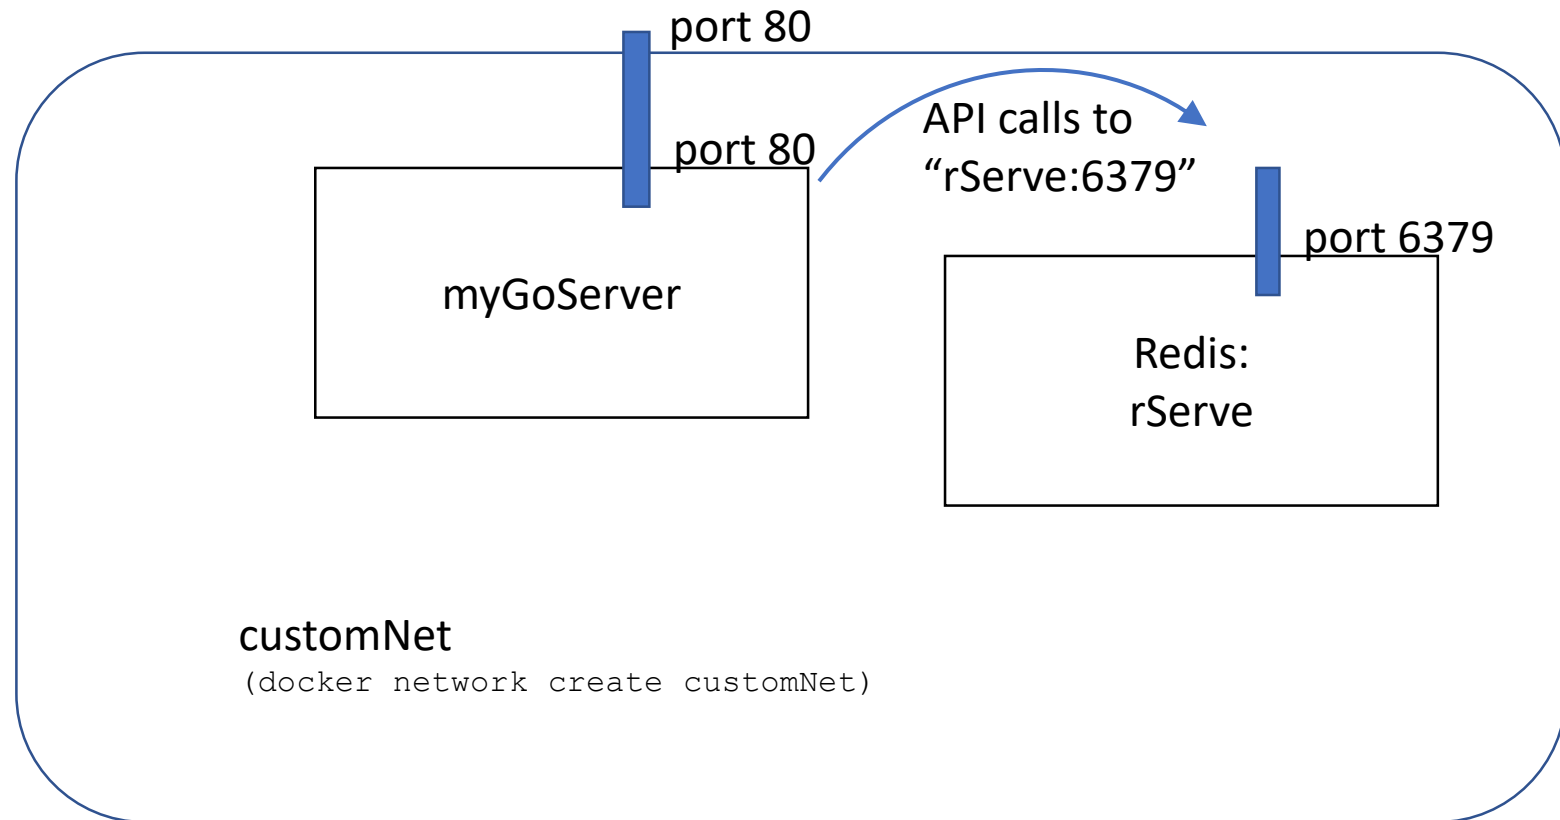 port 80
port 80
API calls to
“rServe:6379”
port 6379
myGoServer
Redis:
rServe
customNet
(docker network create customNet)